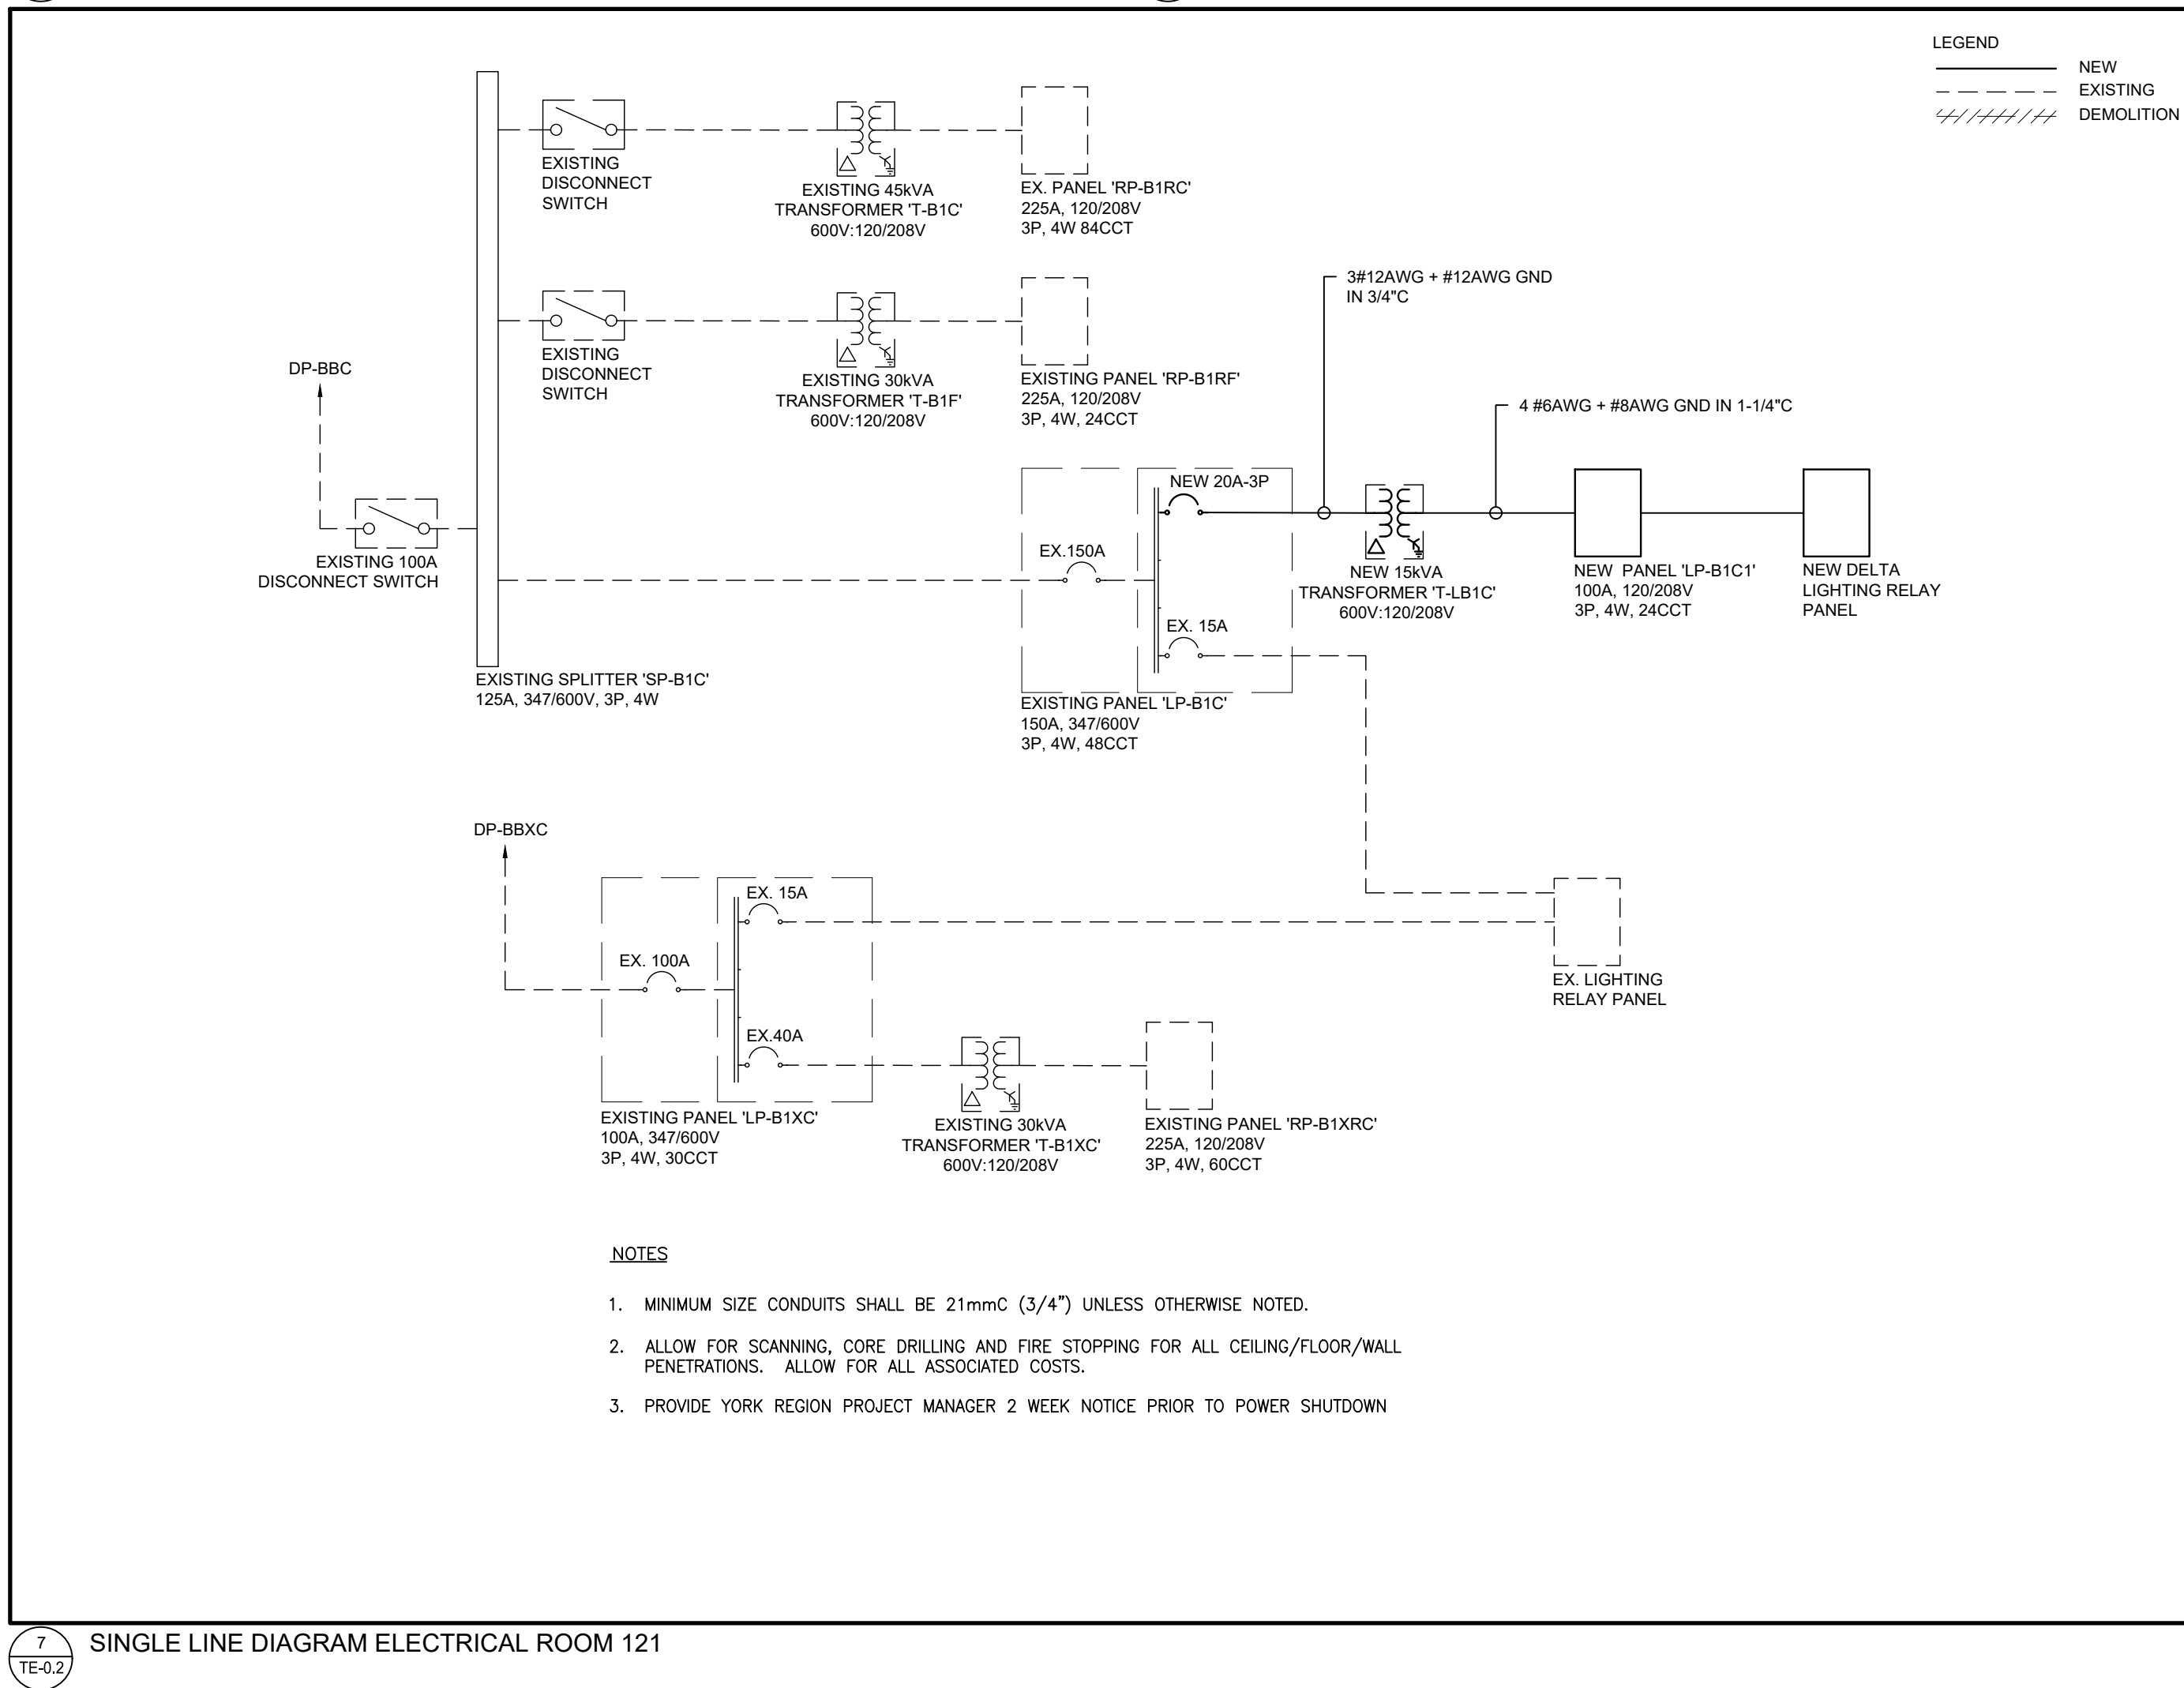 LEGEND
NEW
EXISTING
DEMOLITION
EXISTING
DISCONNECT
SWITCH
EXISTING 45kVA
TRANSFORMER 'T-B1C'
600V:120/208V
EX. PANEL 'RP-B1RC'
225A, 120/208V
3P, 4W 84CCT
EXISTING
DISCONNECT
SWITCH
EXISTING 30kVA
TRANSFORMER 'T-B1F'
600V:120/208V
EXISTING PANEL 'RP-B1RF'
225A, 120/208V
3P, 4W, 24CCT
3#12AWG + #12AWG GND
IN 3/4"C
4 #6AWG + #8AWG GND IN 1-1/4"C
DP-BBC
EXISTING 100A
DISCONNECT SWITCH
EX.150A
NEW 20A-3P
EX. 15A
NEW 15kVA
TRANSFORMER 'T-LB1C'
600V:120/208V
NEW  PANEL 'LP-B1C1'
100A, 120/208V
3P, 4W, 24CCT
NEW DELTA
LIGHTING RELAY
PANEL
EXISTING SPLITTER 'SP-B1C'
125A, 347/600V, 3P, 4W
EXISTING PANEL 'LP-B1C'
150A, 347/600V
3P, 4W, 48CCT
DP-BBXC
EX. 15A
EX. 100A
EX.40A
EX. LIGHTING
RELAY PANEL
EXISTING PANEL 'LP-B1XC'
100A, 347/600V
3P, 4W, 30CCT
EXISTING 30kVA
TRANSFORMER 'T-B1XC'
600V:120/208V
EXISTING PANEL 'RP-B1XRC'
225A, 120/208V
3P, 4W, 60CCT
NOTES
1. MINIMUM SIZE CONDUITS SHALL BE 21mmC (3/4") UNLESS OTHERWISE NOTED.
2. ALLOW FOR SCANNING, CORE DRILLING AND FIRE STOPPING FOR ALL CEILING/FLOOR/WALL
PENETRATIONS. ALLOW FOR ALL ASSOCIATED COSTS.
3. PROVIDE YORK REGION PROJECT MANAGER 2 WEEK NOTICE PRIOR TO POWER SHUTDOWN
7
TE-0.2
SINGLE LINE DIAGRAM ELECTRICAL ROOM 121